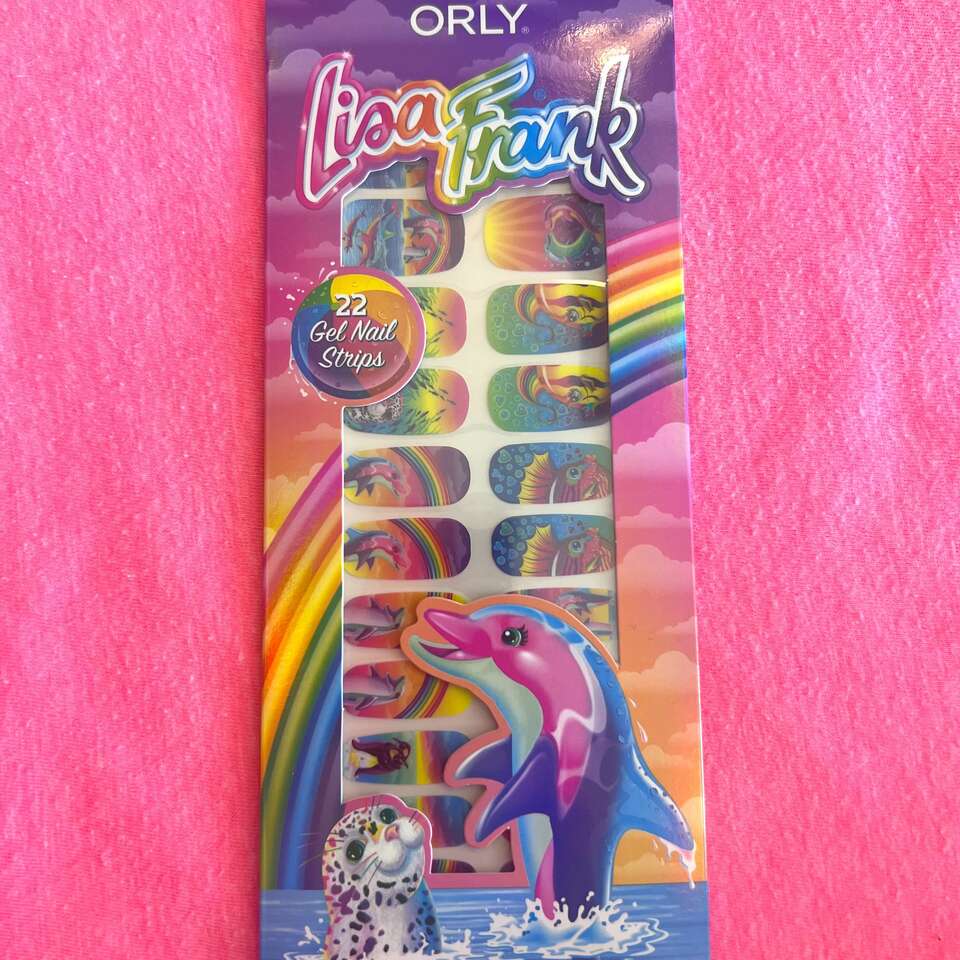 ORLY®
Lisa Frank®
22
Gel Nail
Strips